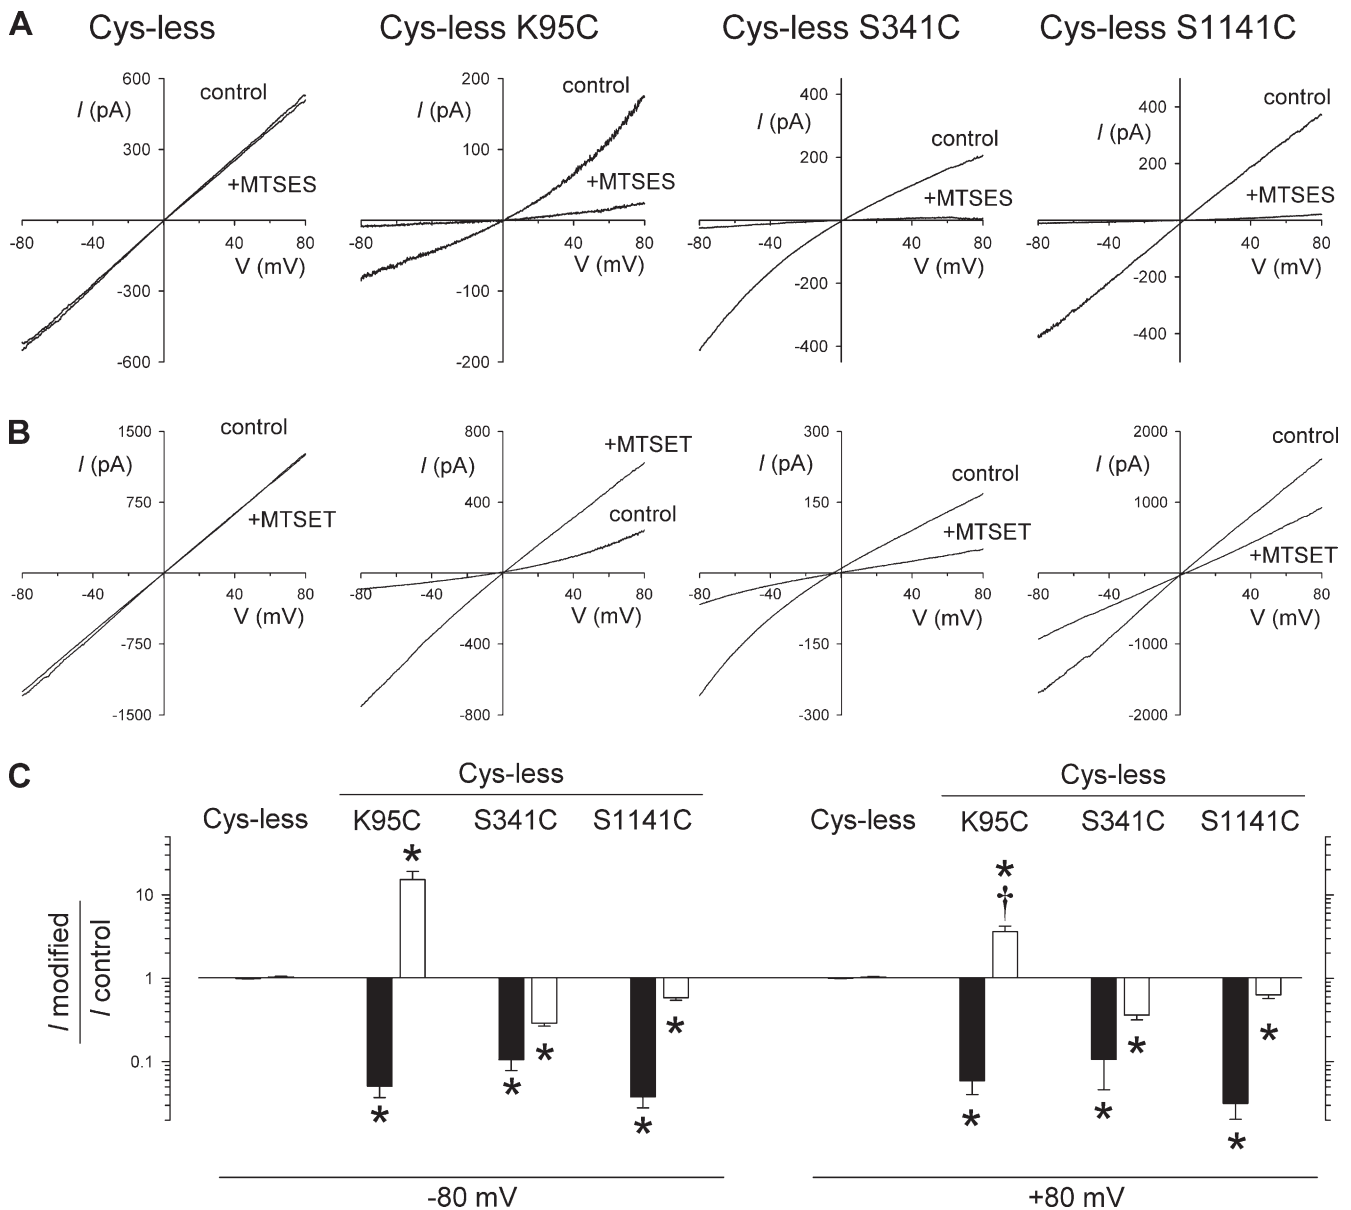 A
Cys-less
Cys-less K95C
Cys-less S341C
Cys-less S1141C
600
I (pA)
control
300
+MTSES
-80
-40
40
80
V (mV)
-300
-600
200
I (pA)
control
100
+MTSES
-80
-40
40
80
V (mV)
-100
-200
400
I (pA)
control
200
+MTSES
-80
-40
40
80
V (mV)
-200
-400
400
I (pA)
control
200
+MTSES
-80
-40
40
80
V (mV)
-200
-400
B
1500
I (pA)
control
750
+MTSET
-80
-40
40
80
V (mV)
-750
-1500
800
I (pA)
+MTSET
400
control
-80
-40
40
80
V (mV)
-400
-800
300
I (pA)
control
150
+MTSET
-80
-40
40
80
V (mV)
-150
-300
2000
I (pA)
control
1000
+MTSET
-80
-40
40
80
V (mV)
-1000
-2000
C
Cys-less
Cys-less
Cys-less K95C S341C S1141C
Cys-less K95C S341C S1141C
I modified
I control
10
1
0.1
*
*
*
*
*
*
*
†
*
*
*
*
*
-80 mV
+80 mV